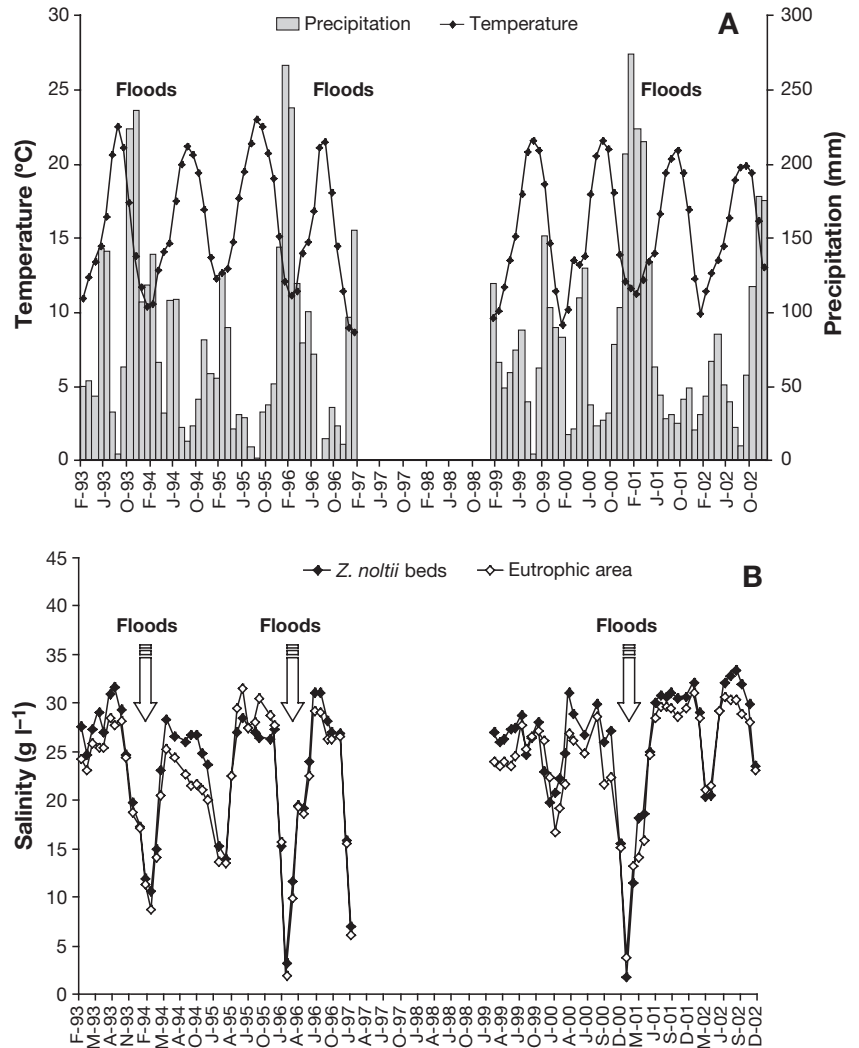 30
25
20
15
10
5
0
Temperature (ºC)
Precipitation
Temperature
A
Floods
Floods
Floods
300
250
200
150
100
50
0
Precipitation (mm)
F-93
J-93
O-93
F-94
J-94
O-94
F-95
J-95
O-95
F-96
J-96
O-96
F-97
J-97
O-97
F-98
J-98
O-98
F-99
J-99
O-99
F-00
J-00
O-00
F-01
J-01
O-01
F-02
J-02
O-02
45
40
35
30
25
20
15
10
5
0
Salinity (g l–1)
Z. noltii beds
Eutrophic area
B
Floods
Floods
Floods
F-93
M-93
A-93
N-93
F-94
M-94
A-94
O-94
J-95
A-95
J-95
O-95
J-96
A-96
J-96
O-96
J-97
A-97
J-97
O-97
J-98
A-98
J-98
O-98
J-99
A-99
J-99
O-99
J-00
A-00
J-00
S-00
D-00
M-01
J-01
S-01
D-01
M-02
J-02
S-02
D-02